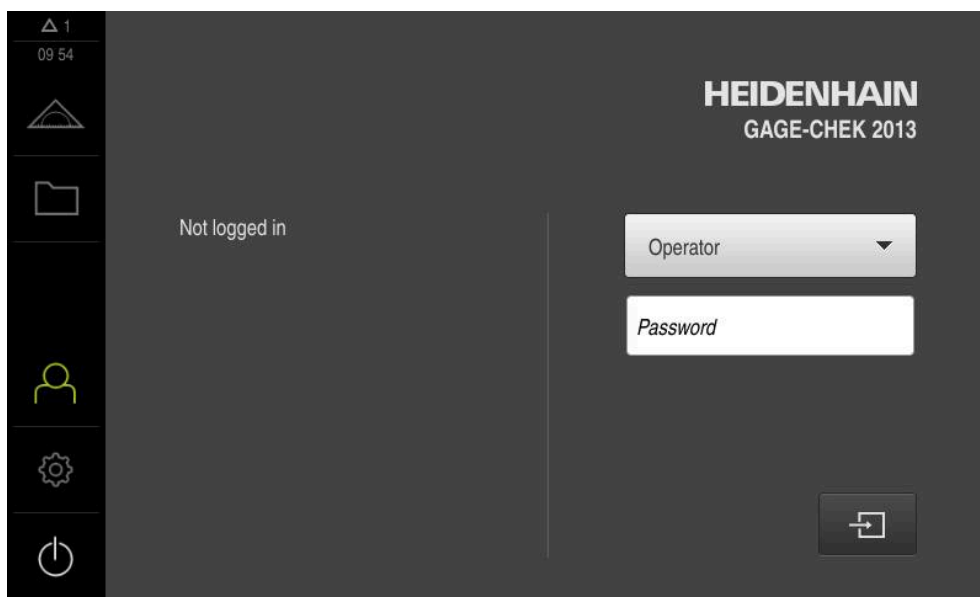 1
09 54
HEIDENHAIN
GAGE-CHEK 2013
Not logged in
Operator
Password